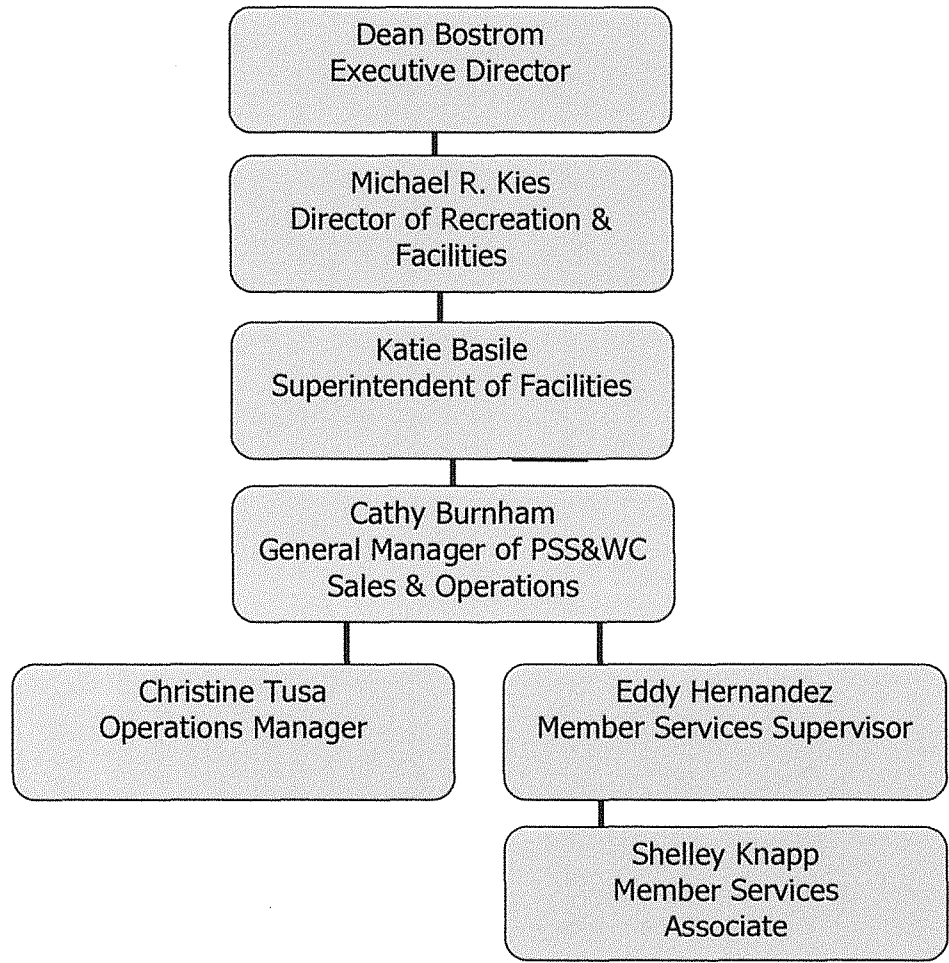 Dean Bostrom
Executive Director
Michael R. Kies
Director of Recreation &
Facilities
Katie Basile
Superintendent of Facilities
Cathy Burnham
General Manager of PSS&WC
Sales & Operations
Christine Tusa
Operations Manager
Eddy Hernandez
Member Services Supervisor
Shelley Knapp
Member Services
Associate